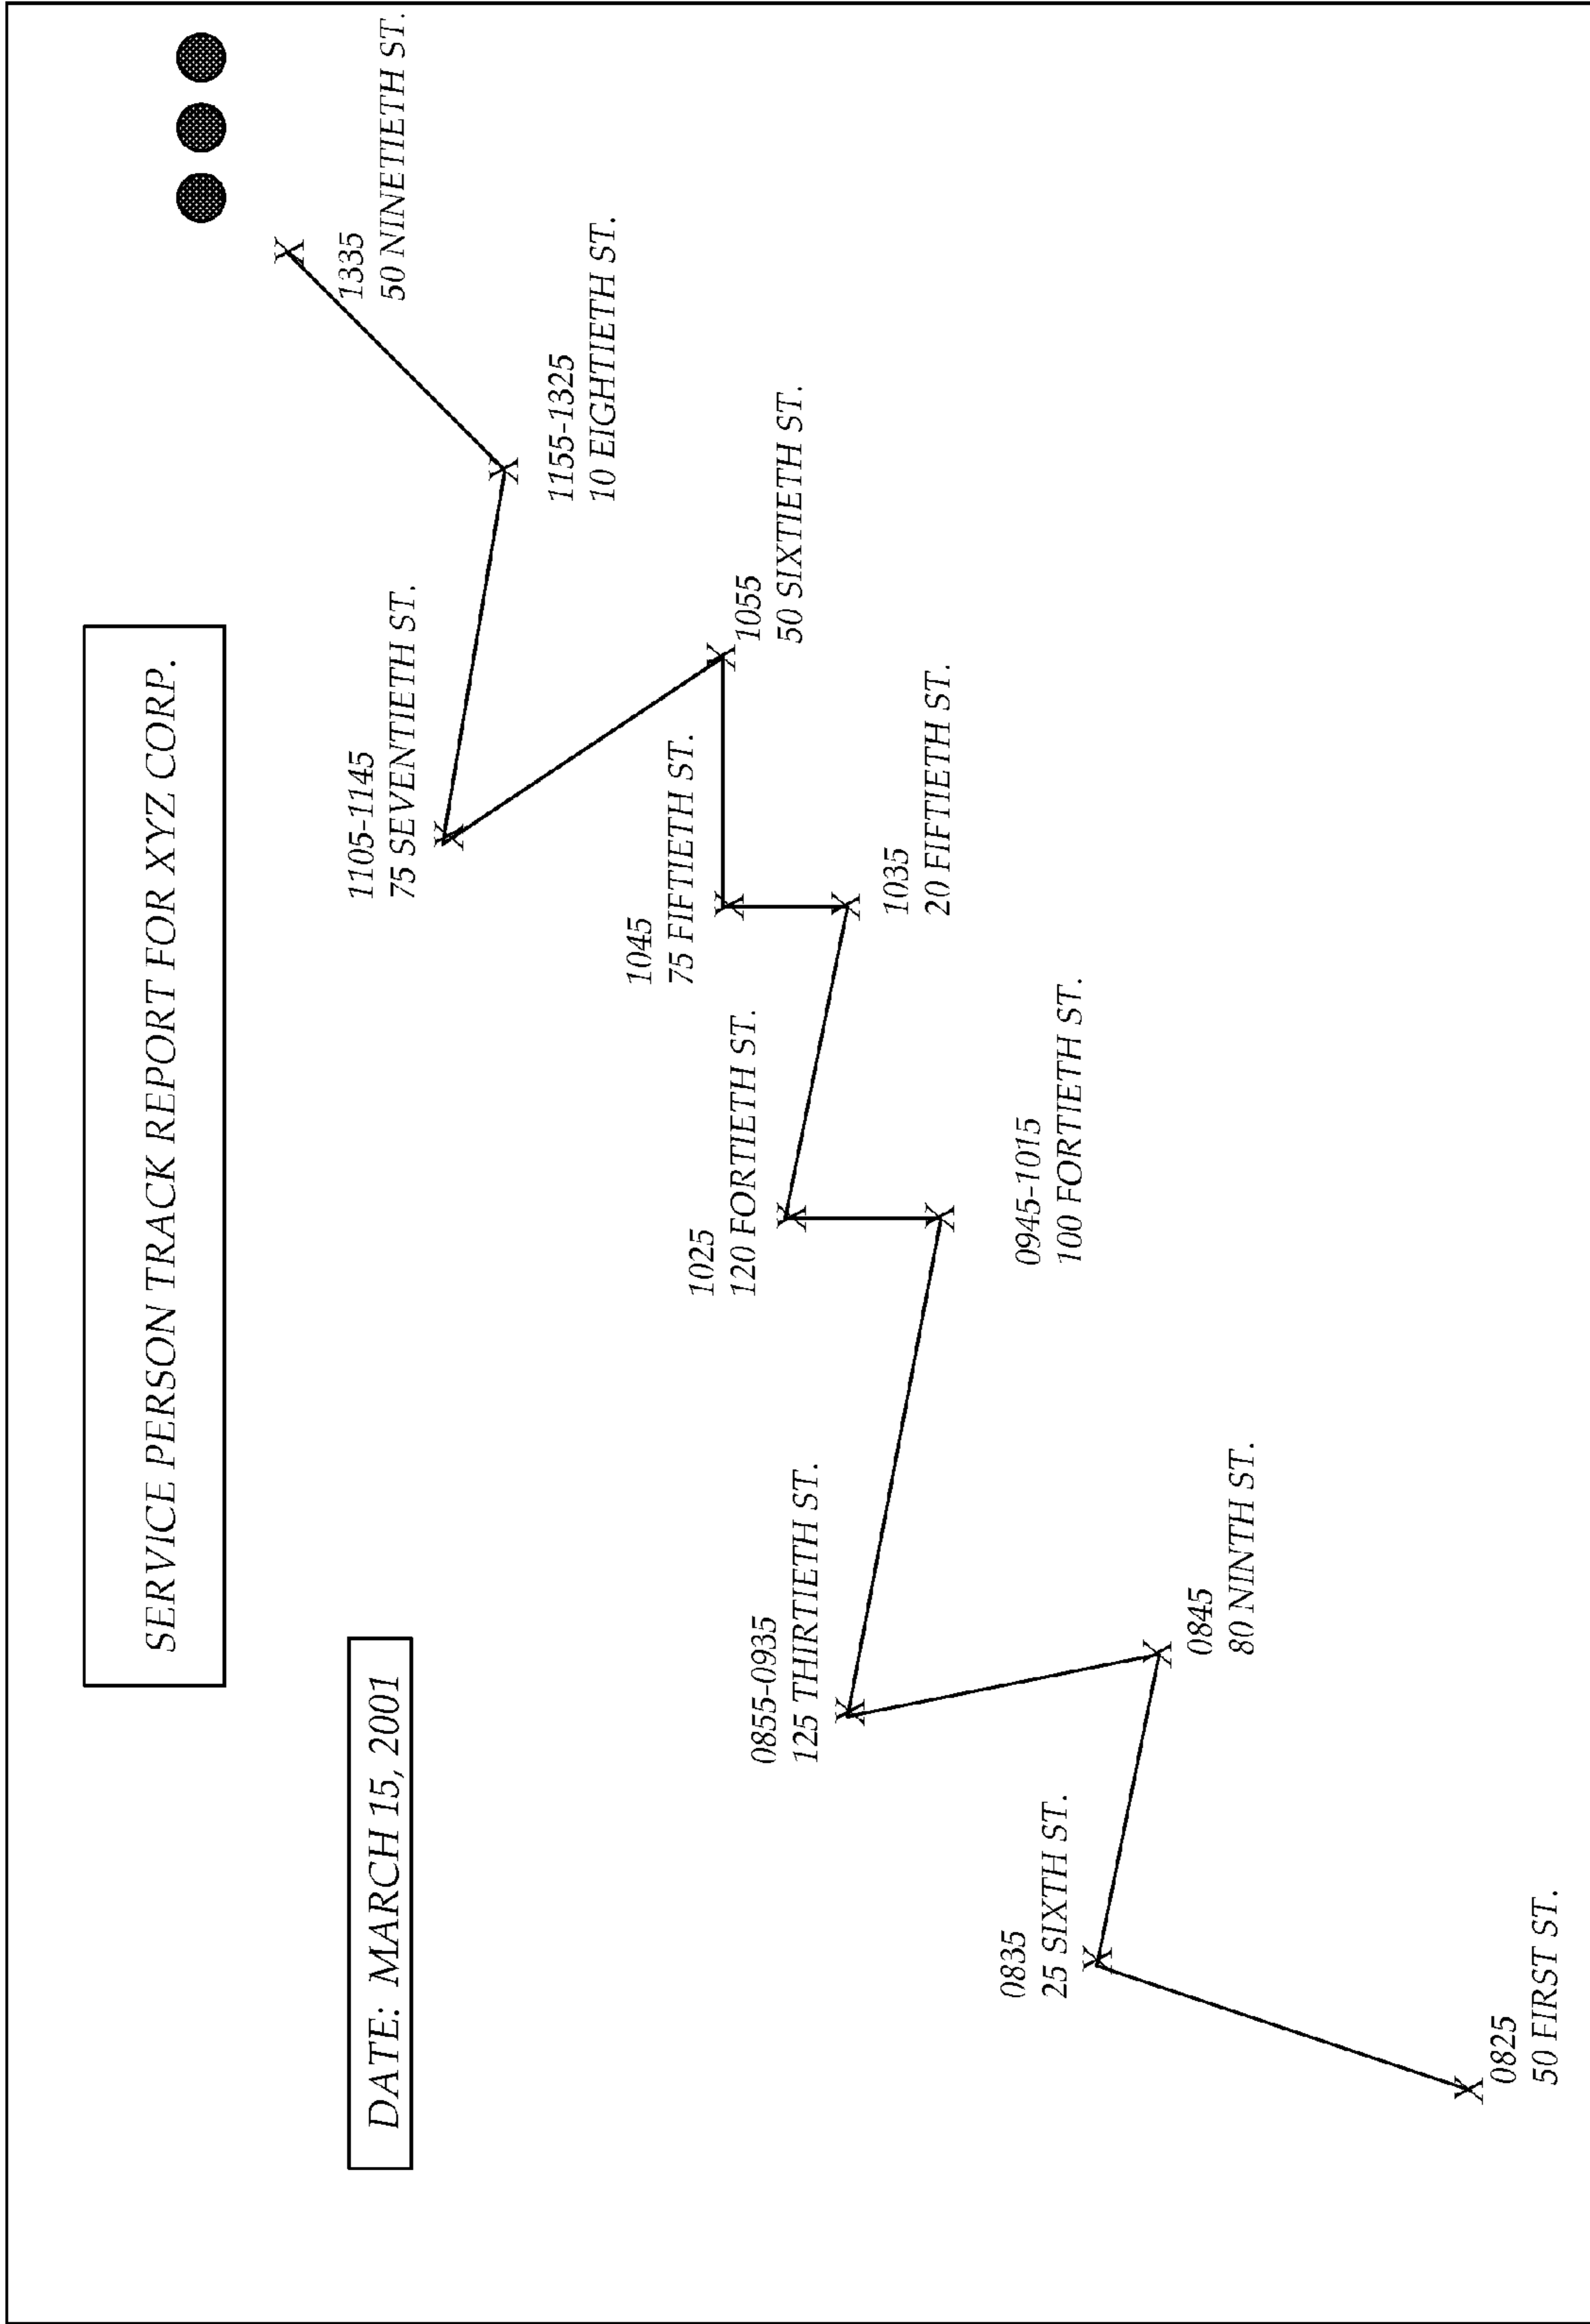 SERVICE PERSON TRACK REPORT FOR XYZ CORP.
DATE: MARCH 15, 2001
0825
50 FIRST ST.
0835
25 SIXTH ST.
0845
80 NINTH ST.
0855-0935
125 THIRTIETH ST.
0945-1015
100 FORTIETH ST.
1025
120 FORTIETH ST.
1035
20 FIFTIETH ST.
1045
75 FIFTIETH ST.
1055
50 SIXTIETH ST.
1105-1145
75 SEVENTIETH ST.
1155-1325
10 EIGHTIETH ST.
1335
50 NINETIETH ST.